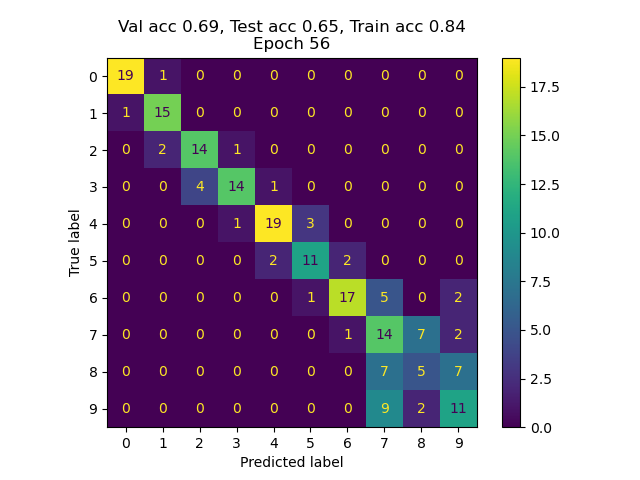 Val acc 0.69, Test acc 0.65, Train acc 0.84
Epoch 56
0 19 1 0 0 0 0 0 0 0 0
1 1 15 0 0 0 0 0 0 0 0
2 0 2 14 1 0 0 0 0 0 0
3 0 0 4 14 1 0 0 0 0 0
4 0 0 0 1 19 3 0 0 0 0
5 0 0 0 0 2 11 2 0 0 0
6 0 0 0 0 0 1 17 5 0 2
7 0 0 0 0 0 0 1 14 7 2
8 0 0 0 0 0 0 0 7 5 7
9 0 0 0 0 0 0 0 9 2 11
0 1 2 3 4 5 6 7 8 9
Predicted label
True label
17.5
15.0
12.5
10.0
7.5
5.0
2.5
0.0